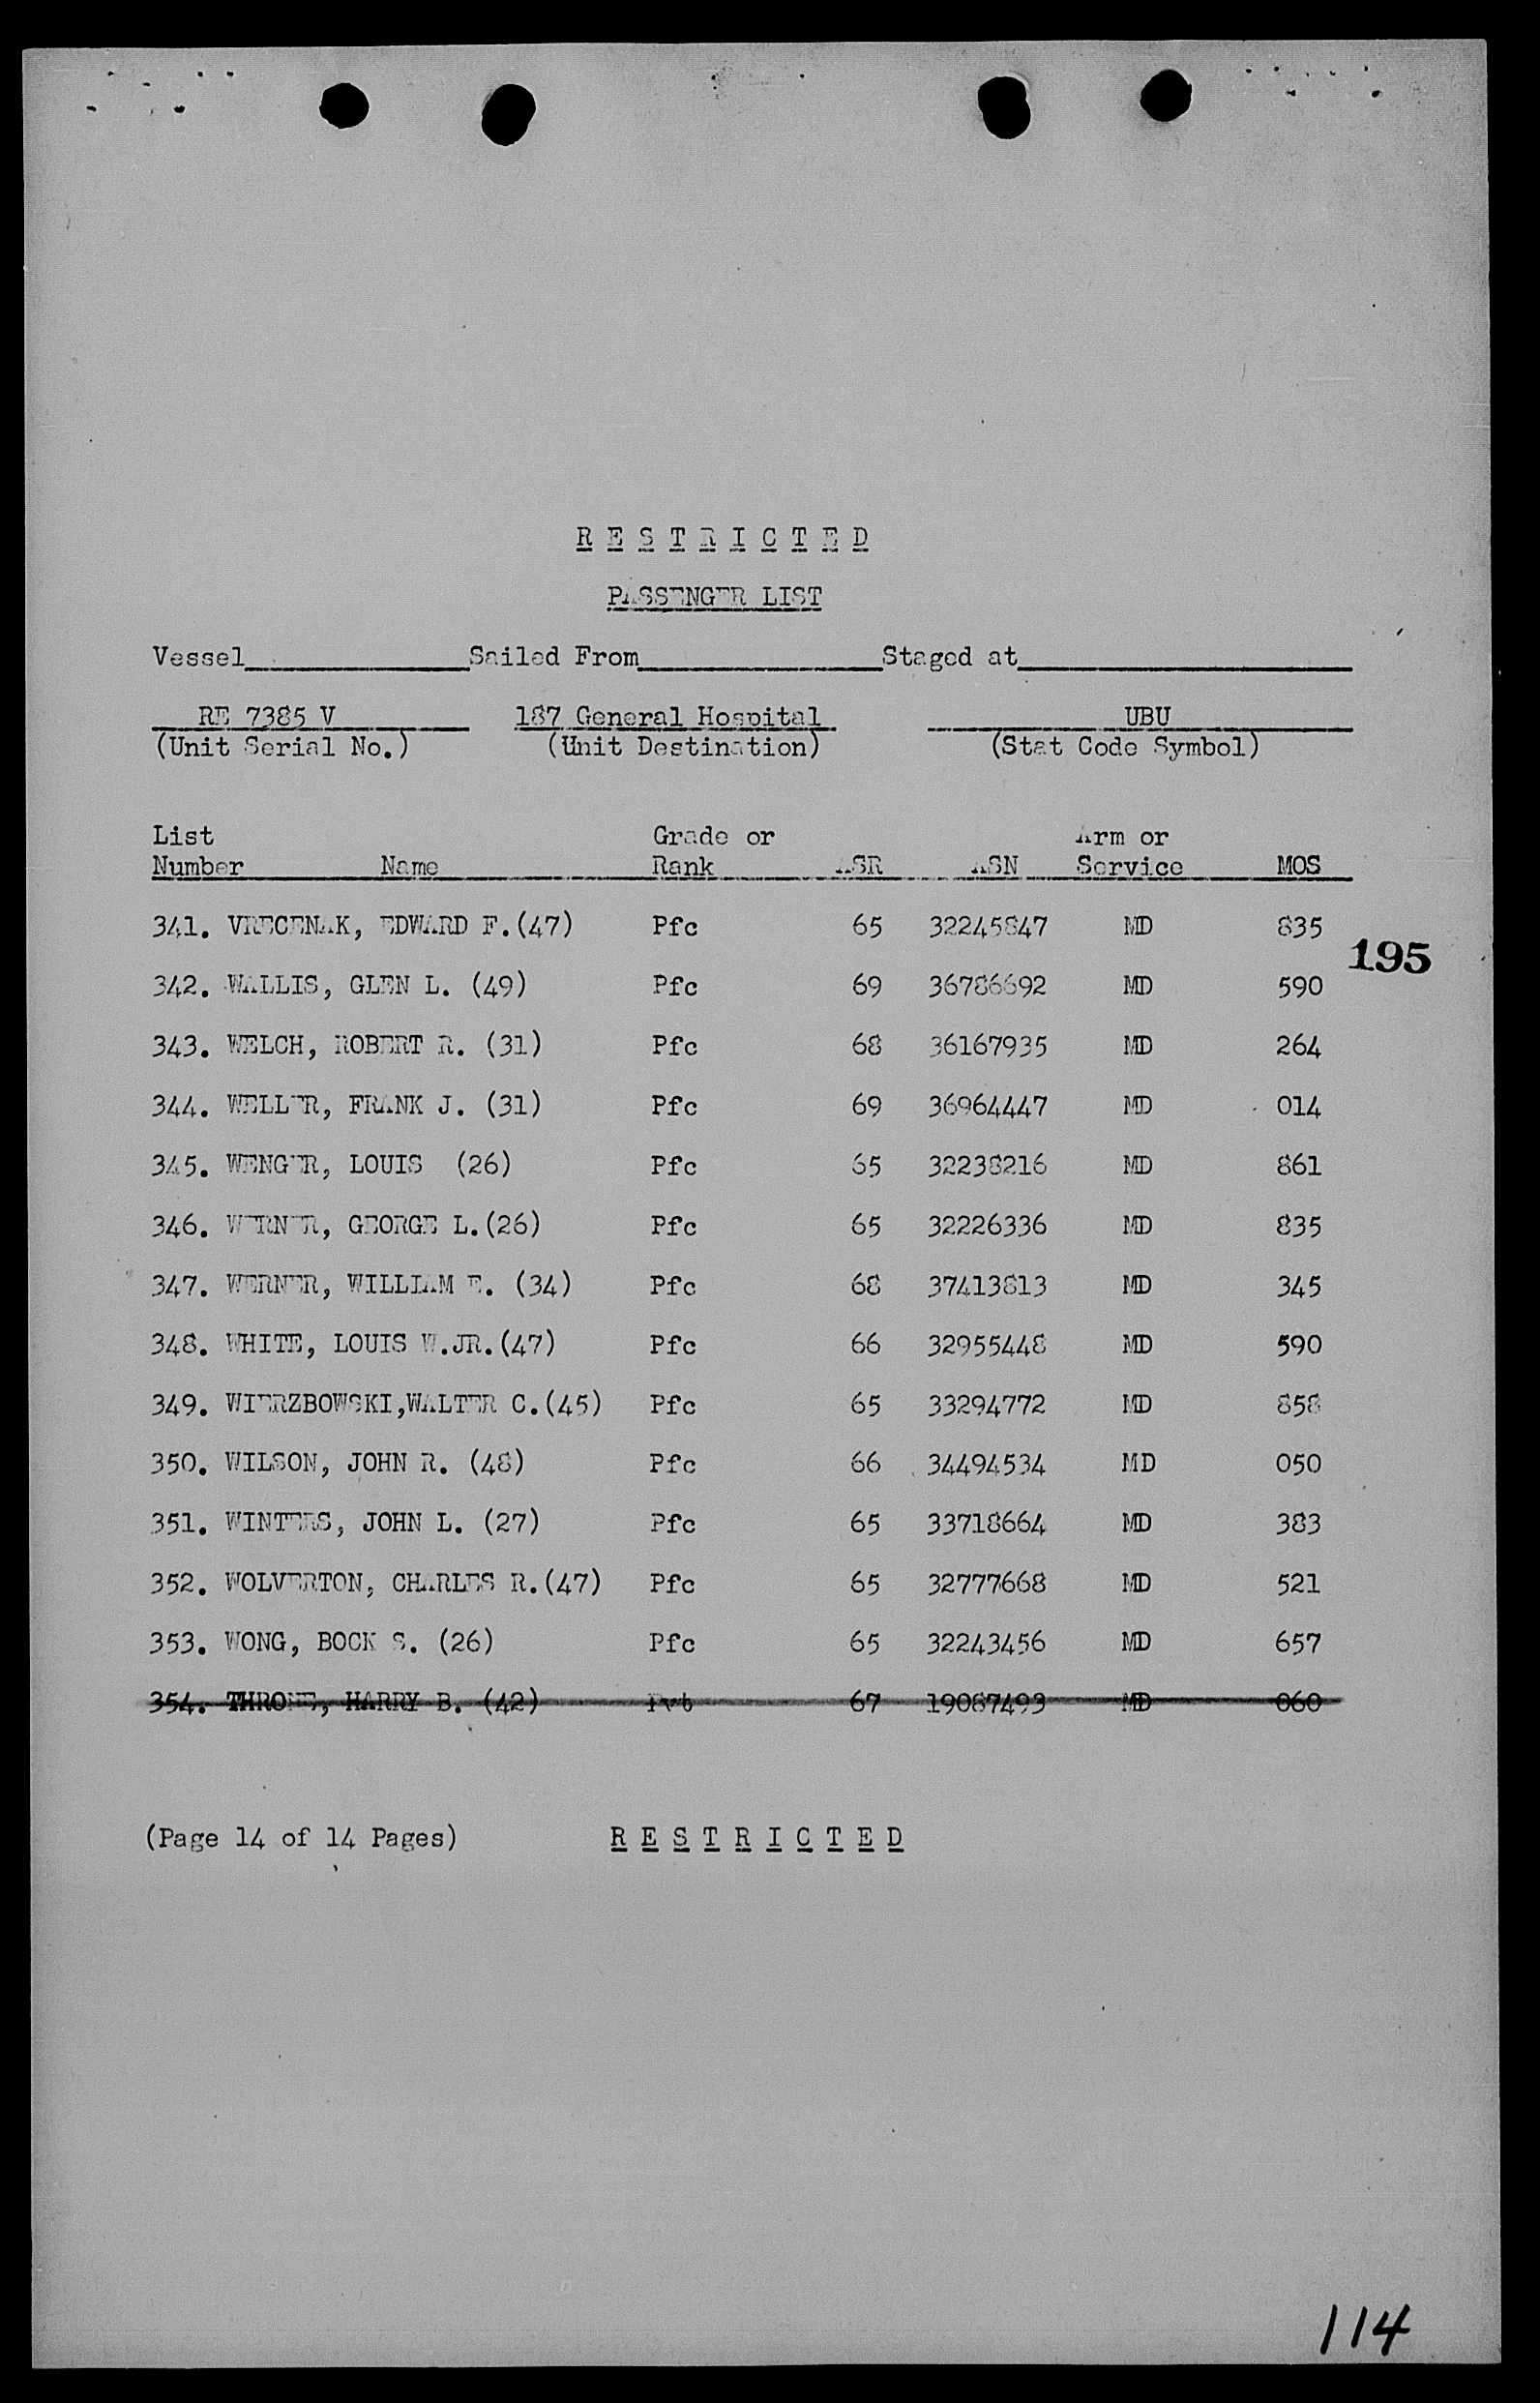 R E S T R I C T E D
PASSENGER LIST
Vessel_______________Sailed From________________Staged at______________________
RE 7385 V 187 General Hospital UBU
(Unit Serial No.) (Unit Destination) (Stat Code Symbol)
List Grade or Arm or
Number Name Rank ASR ASN Service MOS
341. VRECENAK, EDWARD F.(47) Pfc 65 32245847 MD 835
195
342. WALLIS, GLEN L. (49) Pfc 69 36786692 MD 590
343. WELCH, ROBERT R. (31) Pfc 68 36167935 MD 264
344. WELLER, FRANK J. (31) Pfc 69 36964447 MD 014
345. WENGER, LOUIS (26) Pfc 65 32238216 MD 861
346. WERNER, GEORGE L.(26) Pfc 65 32226336 MD 835
347. WERNER, WILLIAM E. (34) Pfc 68 37413813 MD 345
348. WHITE, LOUIS W.JR.(47) Pfc 66 32955448 MD 590
349. WIERZBOWSKI,WALTER C.(45) Pfc 65 33294772 MD 858
350. WILSON, JOHN R. (48) Pfc 66 34494534 MD 050
351. WINTERS, JOHN L. (27) Pfc 65 33718664 MD 383
352. WOLVERTON, CHARLES R.(47) Pfc 65 32777668 MD 521
353. WONG, BOCK S. (26) Pfc 65 32243456 MD 657
354. THRONE, HARRY B. (42) Pvt 67 19087493 MD 060
(Page 14 of 14 Pages) R E S T R I C T E D
114